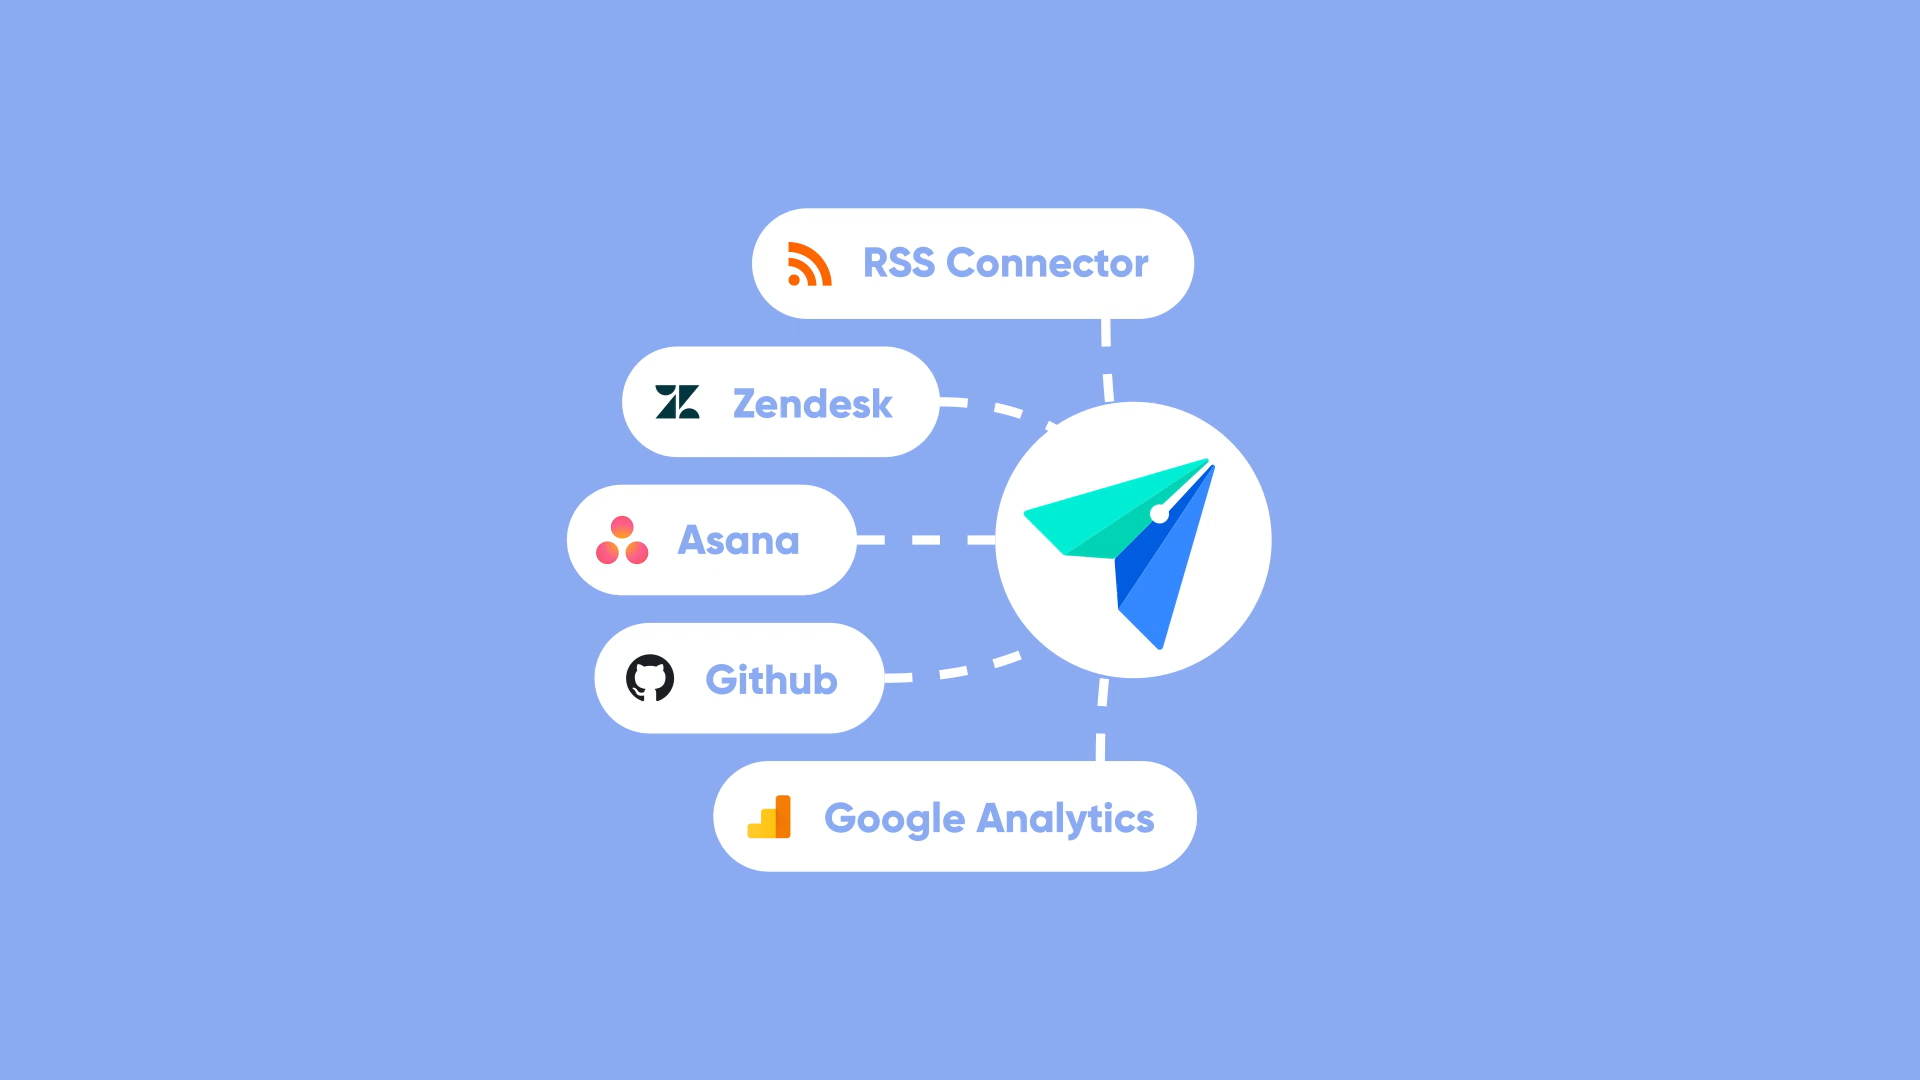 RSS Connector
Zendesk
Asana
Github
Google Analytics